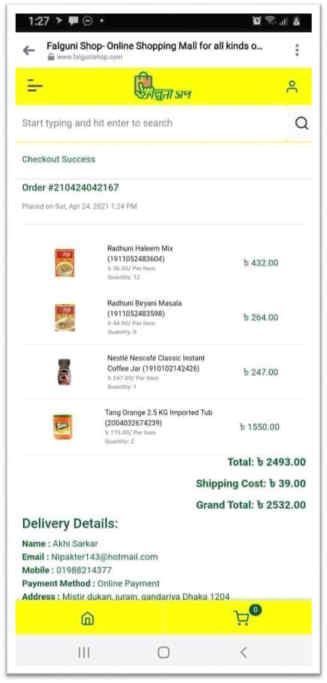 1:27
Falguni Shop- Online Shopping Mall for all kinds o...
www.falgunishop.com
ফাল্গুনী শপ
Start typing and hit enter to search
Checkout Success
Order #210424042167
Placed on Sat, Apr 24, 2021 1:24 PM
Radhuni Haleem Mix
(1911052483604)
৳ 36.00/ Per Item
Quantity: 12
৳ 432.00
Radhuni Biryani Masala
(1911052483598)
৳ 44.00/ Per Item
Quantity: 6
৳ 264.00
Nestlé Nescafé Classic Instant
Coffee Jar (1910102142426)
৳ 247.00/ Per Item
Quantity: 1
৳ 247.00
Tang Orange 2.5 KG Imported Tub
(2004032674239)
৳ 775.00/ Per Item
Quantity: 2
৳ 1550.00
Total: ৳ 2493.00
Shipping Cost: ৳ 39.00
Grand Total: ৳ 2532.00
Delivery Details:
Name : Akhi Sarkar
Email : Nipakter143@hotmail.com
Mobile : 01988214377
Payment Method : Online Payment
Address : Mistir dukan, jurain, gandariya Dhaka 1204
0